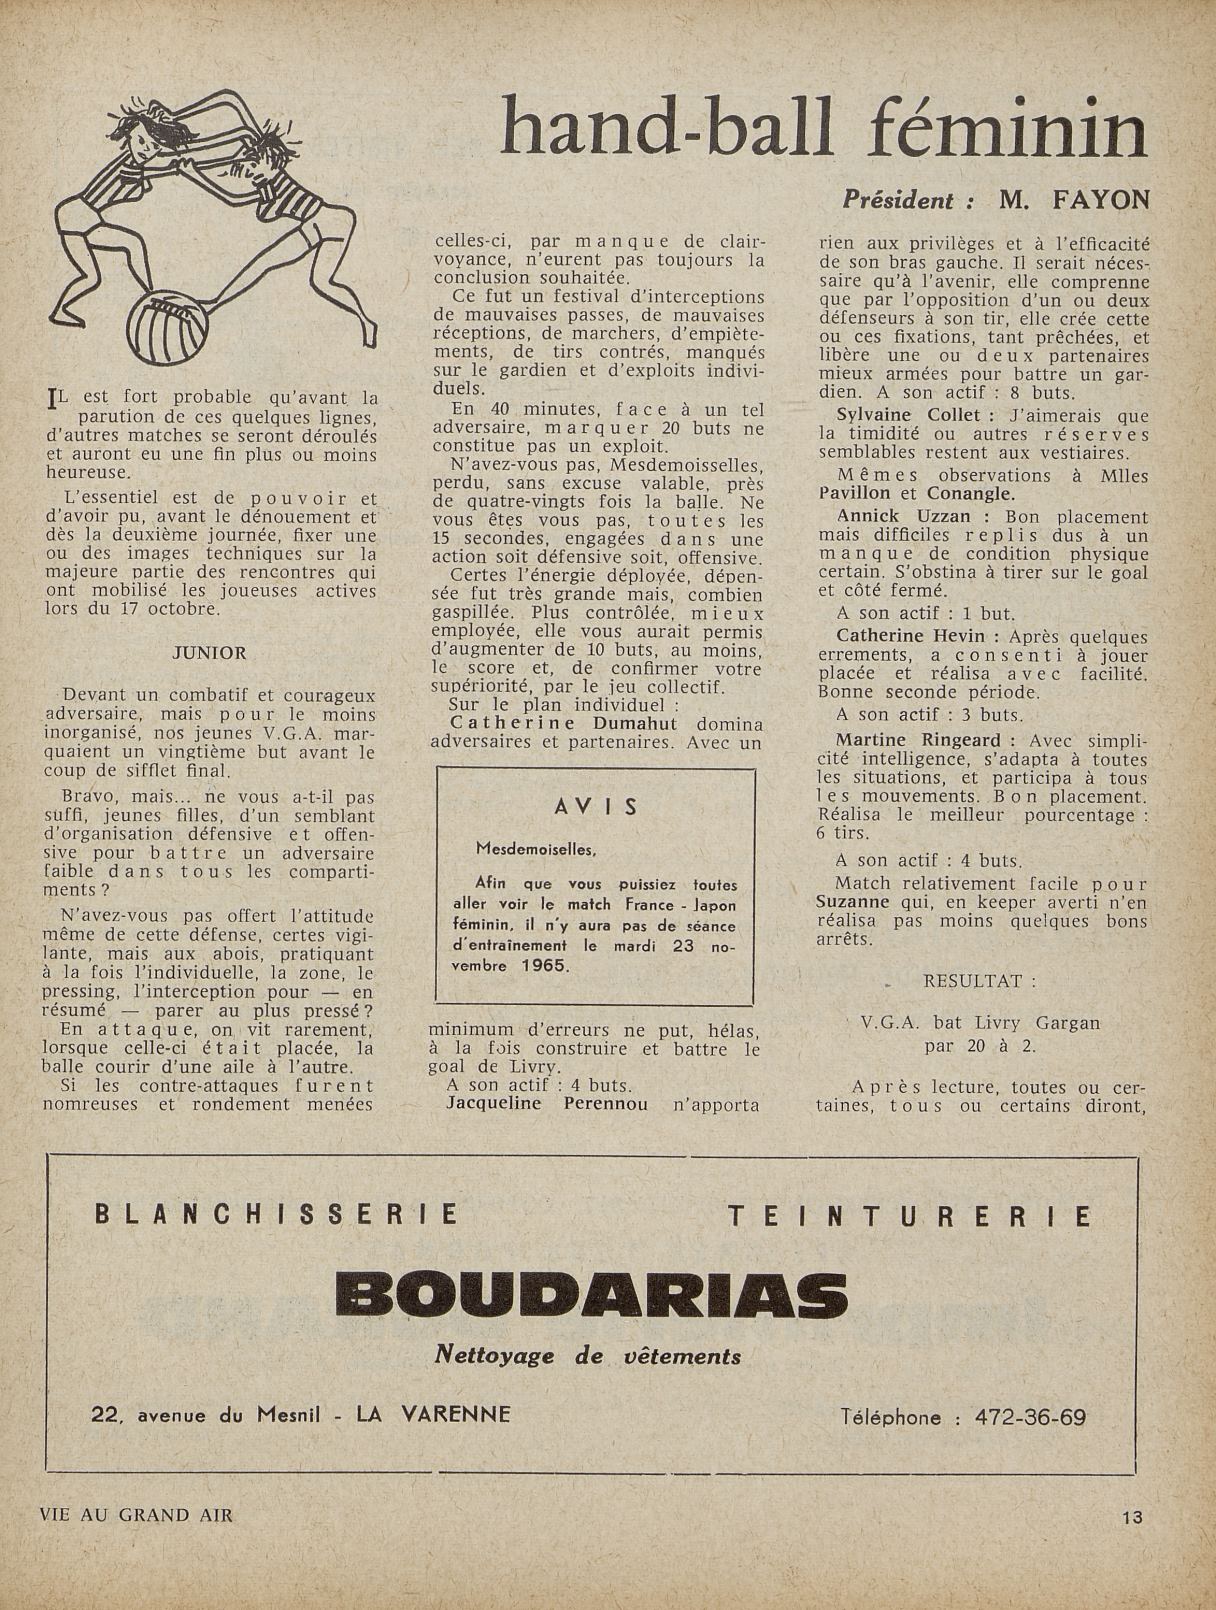 hand-ball féminin
Président : M. FAYON
IL est fort probable qu'avant la
parution de ces quelques lignes,
d'autres matches se seront déroulés
et auront eu une fin plus ou moins
heureuse.
L'essentiel est de pouvoir et
d'avoir pu, avant le dénouement et
dès la deuxième journée, fixer une
ou des images techniques sur la
majeure partie des rencontres qui
ont mobilisé les joueuses actives
lors du 17 octobre.
JUNIOR
Devant un combatif et courageux
adversaire, mais pour le moins
inorganisé, nos jeunes V.G.A. mar-
quaient un vingtième but avant le
coup de sifflet final.
Bravo, mais... ne vous a-t-il pas
suffi, jeunes filles, d'un semblant
d'organisation défensive et offen-
sive pour battre un adversaire
faible dans tous les comparti-
ments ?
N'avez-vous pas offert l'attitude
même de cette défense, certes vigi-
lante, mais aux abois, pratiquant
à la fois l'individuelle, la zone, le
pressing, l'interception pour — en
résumé — parer au plus pressé ?
En attaque, on vit rarement,
lorsque celle-ci était placée, la
balle courir d'une aile à l'autre.
Si les contre-attaques furent
nomreuses et rondement menées
celles-ci, par manque de clair-
voyance, n'eurent pas toujours la
conclusion souhaitée.
Ce fut un festival d'interceptions
de mauvaises passes, de mauvaises
réceptions, de marchers, d'empiète-
ments, de tirs contrés, manqués
sur le gardien et d'exploits indivi-
duels.
En 40 minutes, face à un tel
adversaire, marquer 20 buts ne
constitue pas un exploit.
N'avez-vous pas, Mesdemoisselles,
perdu, sans excuse valable, près
de quatre-vingts fois la balle. Ne
vous êtes vous pas, toutes les
15 secondes, engagées dans une
action soit défensive soit, offensive.
Certes l'énergie déployée, dépen-
sée fut très grande mais, combien
gaspillée. Plus contrôlée, mieux
employée, elle vous aurait permis
d'augmenter de 10 buts, au moins,
le score et, de confirmer votre
supériorité, par le jeu collectif.
Sur le plan individuel :
Catherine Dumahut domina
adversaires et partenaires. Avec un
AVIS
Mesdemoiselles,
Afin que vous puissiez toutes
aller voir le match France - Japon
féminin, il n'y aura pas de séance
d'entraînement le mardi 23 no-
vembre 1965.
minimum d'erreurs ne put, hélas,
à la fois construire et battre le
goal de Livry.
A son actif : 4 buts.
Jacqueline Perennou n'apporta
rien aux privilèges et à l'efficacité
de son bras gauche. Il serait néces-
saire qu'à l'avenir, elle comprenne
que par l'opposition d'un ou deux
défenseurs à son tir, elle crée cette
ou ces fixations, tant prêchées, et
libère une ou deux partenaires
mieux armées pour battre un gar-
dien. A son actif : 8 buts.
Sylvaine Collet : J'aimerais que
la timidité ou autres réserves
semblables restent aux vestiaires.
Mêmes observations à Mlles
Pavillon et Conangle.
Annick Uzzan : Bon placement
mais difficiles replis dus à un
manque de condition physique
certain. S'obstina à tirer sur le goal
et côté fermé.
A son actif : 1 but.
Catherine Hevin : Après quelques
errements, a consenti à jouer
placée et réalisa avec facilité.
Bonne seconde période.
A son actif : 3 buts.
Martine Ringeard : Avec simpli-
cité intelligence, s'adapta à toutes
les situations, et participa à tous
les mouvements. Bon placement.
Réalisa le meilleur pourcentage :
6 tirs.
A son actif : 4 buts.
Match relativement facile pour
Suzanne qui, en keeper averti n'en
réalisa pas moins quelques bons
arrêts.
RESULTAT :
V.G.A. bat Livry Gargan
par 20 à 2.
Après lecture, toutes ou cer-
taines, tous ou certains diront,
BLANCHISSERIE TEINTURERIE
BOUDARIAS
Nettoyage de vêtements
22, avenue du Mesnil - LA VARENNE Téléphone : 472-36-69
VIE AU GRAND AIR 13